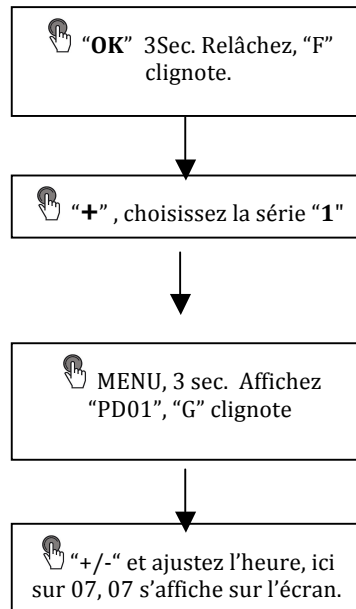 “OK” 3Sec. Relâchez, “F”
clignote.
“+” , choisissez la série “1"
MENU, 3 sec. Affichez
“PD01”, “G” clignote
“+/-“ et ajustez l’heure, ici
sur 07, 07 s’affiche sur l’écran.